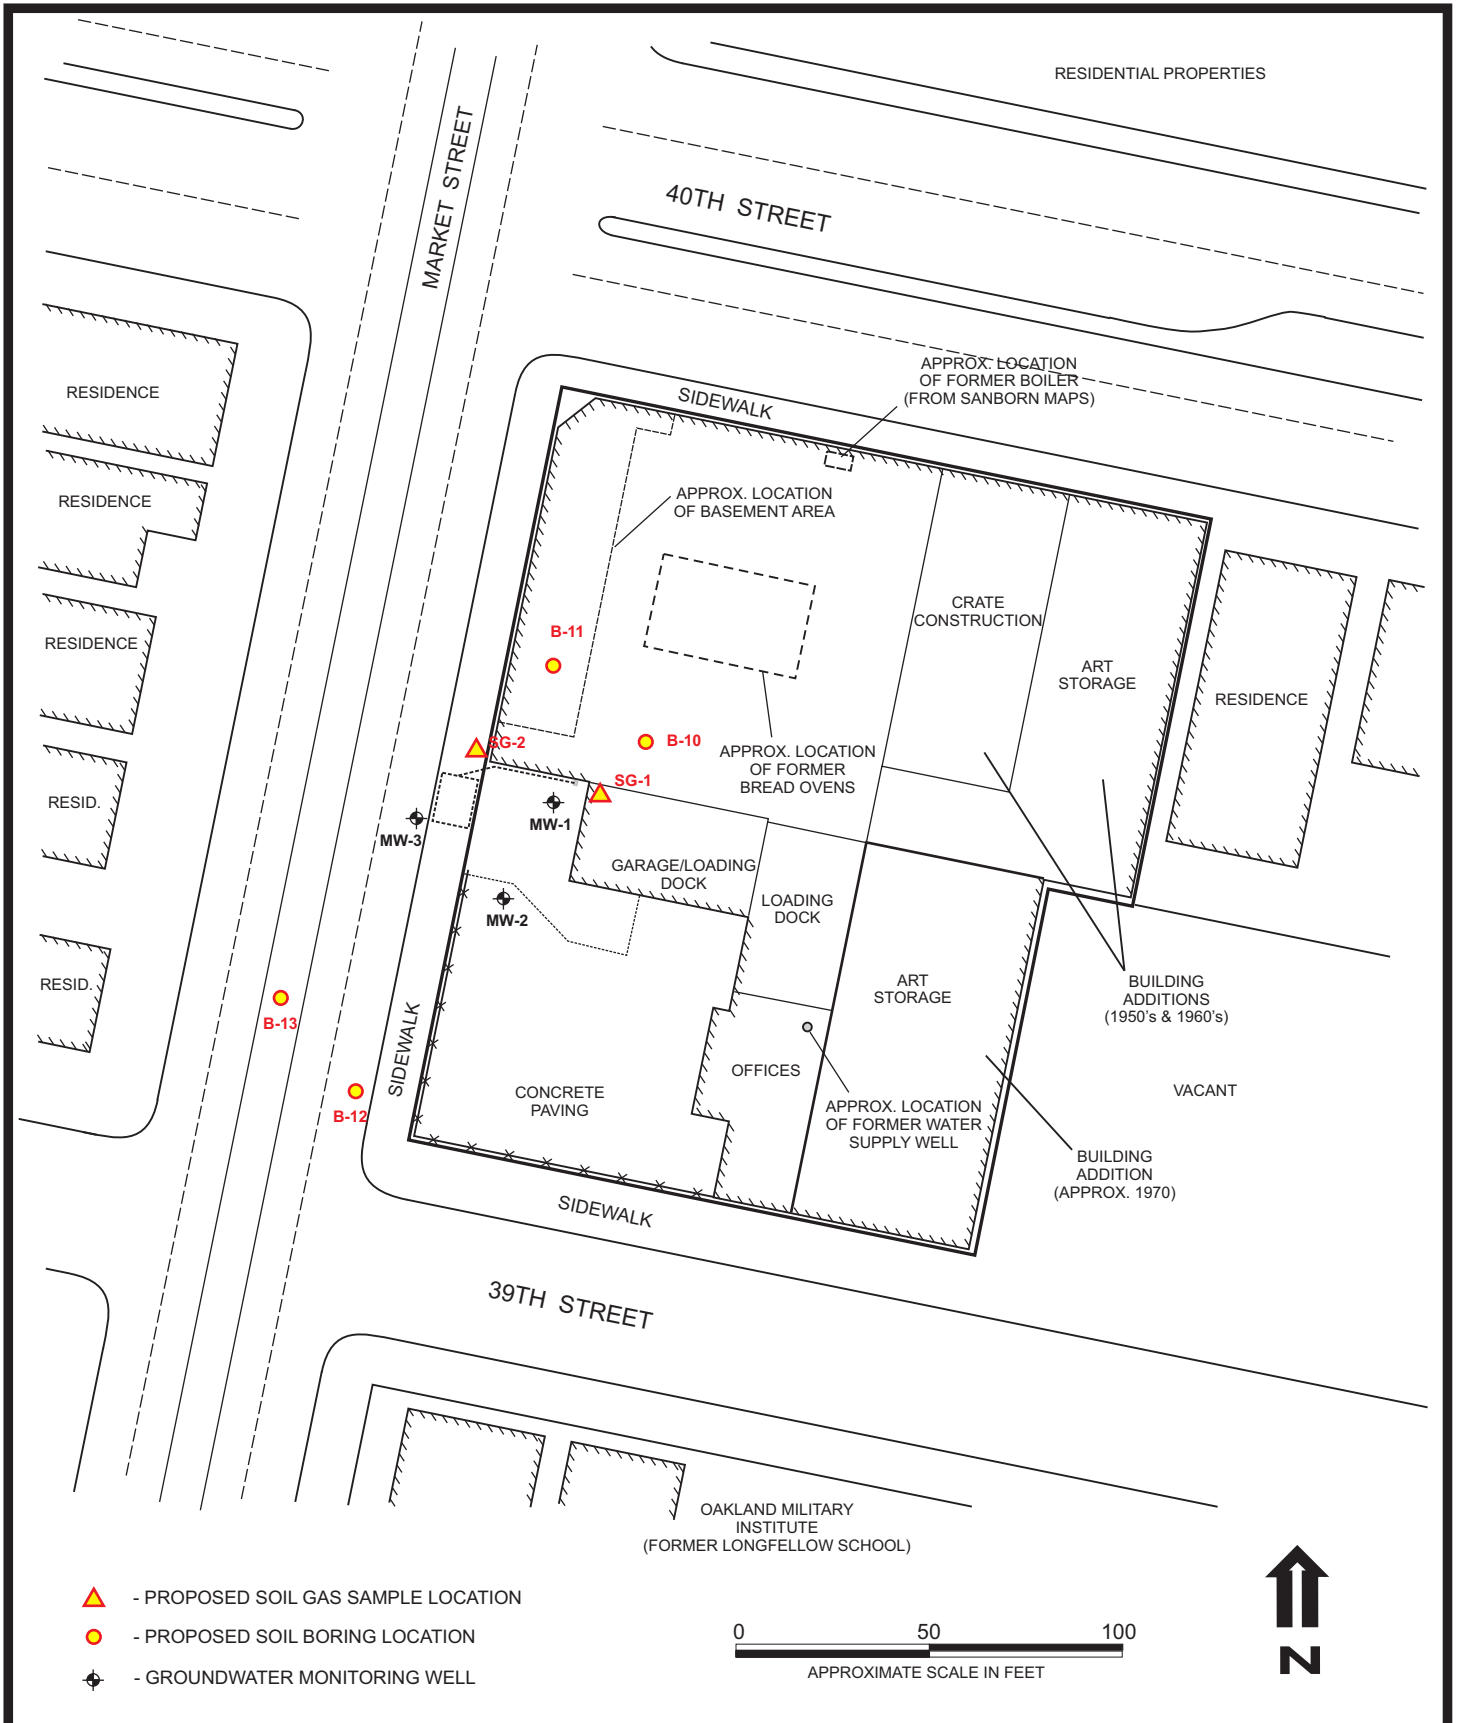 RESIDENTIAL PROPERTIES
MARKET STREET
40TH STREET
APPROX. LOCATION
OF FORMER BOILER
(FROM SANBORN MAPS)
SIDEWALK
RESIDENCE
RESIDENCE
APPROX. LOCATION
OF BASEMENT AREA
CRATE
CONSTRUCTION
B-11
RESIDENCE
ART
STORAGE
RESIDENCE
SG-2
B-10
APPROX. LOCATION
OF FORMER
BREAD OVENS
SG-1
RESID.
MW-1
MW-3
GARAGE/LOADING
DOCK
LOADING
DOCK
MW-2
RESID.
ART
STORAGE
BUILDING
ADDITIONS
(1950's & 1960's)
B-13
SIDEWALK
OFFICES
VACANT
CONCRETE
PAVING
B-12
APPROX. LOCATION
OF FORMER WATER
SUPPLY WELL
BUILDING
ADDITION
(APPROX. 1970)
SIDEWALK
39TH STREET
OAKLAND MILITARY
INSTITUTE
(FORMER LONGFELLOW SCHOOL)
- PROPOSED SOIL GAS SAMPLE LOCATION
- PROPOSED SOIL BORING LOCATION
- GROUNDWATER MONITORING WELL
0 50 100
APPROXIMATE SCALE IN FEET
N